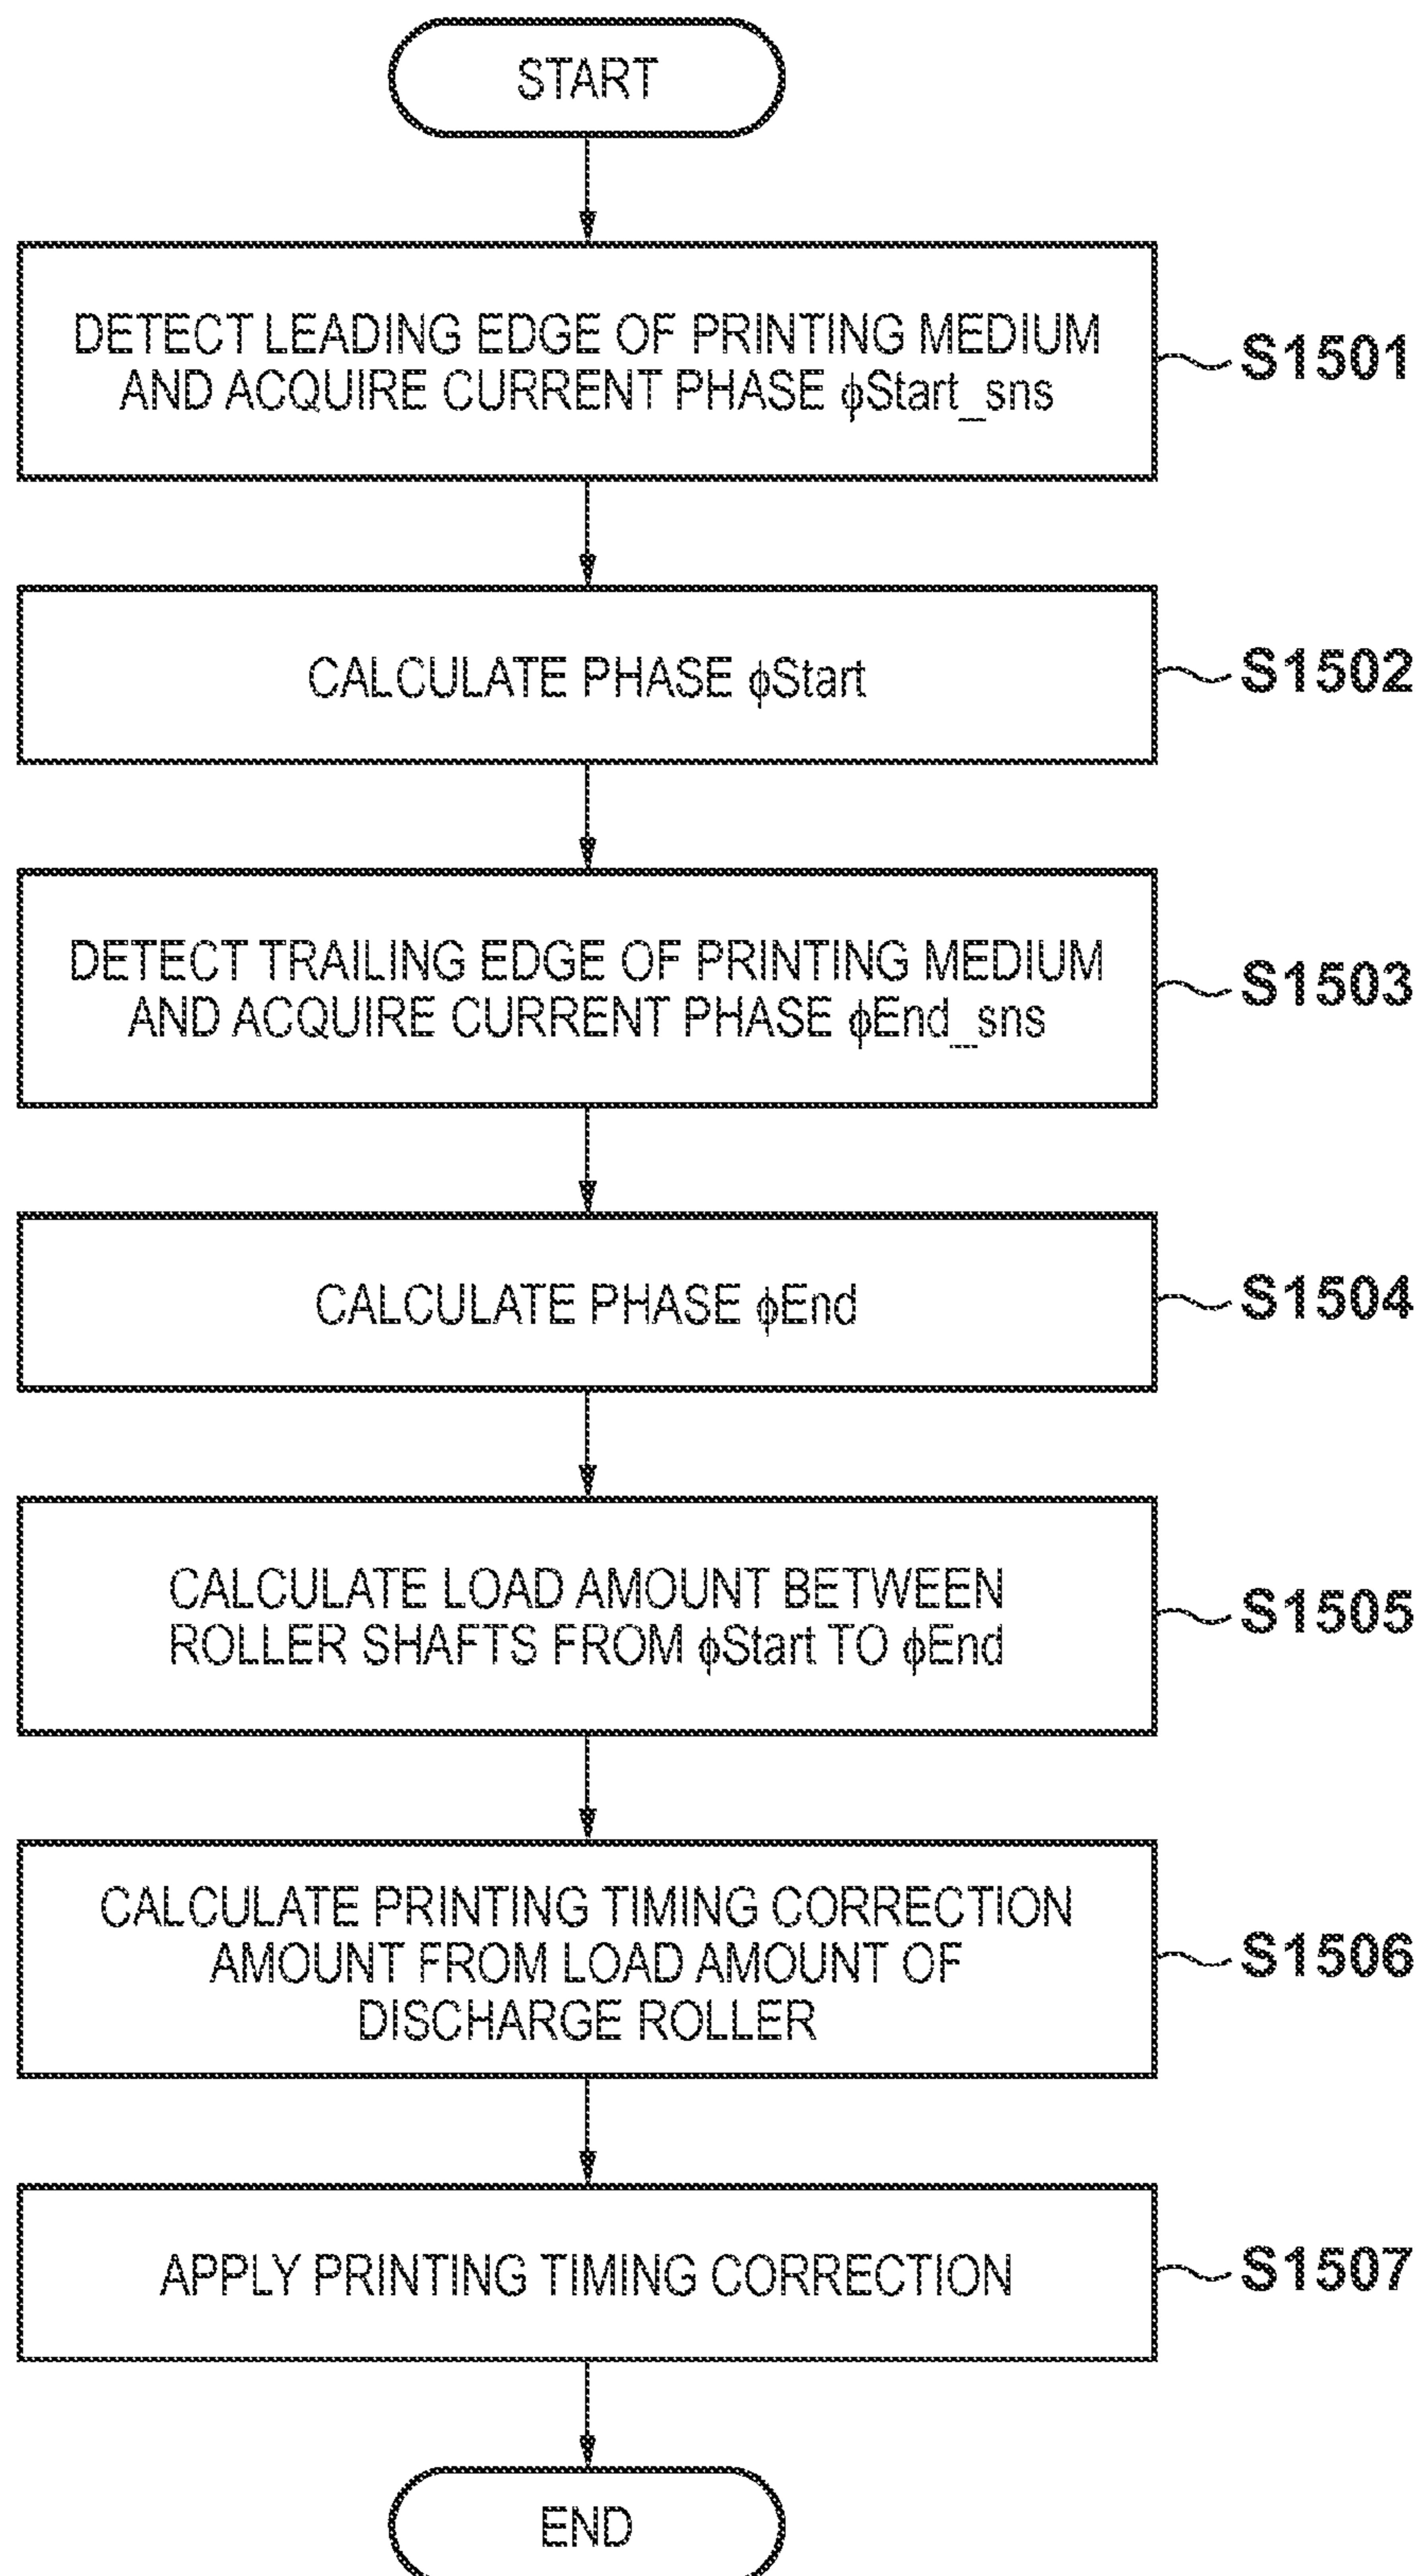 START
DETECT LEADING EDGE OF PRINTING MEDIUM
AND ACQUIRE CURRENT PHASE ϕStart_sns
S1501
CALCULATE PHASE ϕStart
S1502
DETECT TRAILING EDGE OF PRINTING MEDIUM
AND ACQUIRE CURRENT PHASE ϕEnd_sns
S1503
CALCULATE PHASE ϕEnd
S1504
CALCULATE LOAD AMOUNT BETWEEN
ROLLER SHAFTS FROM ϕStart TO ϕEnd
S1505
CALCULATE PRINTING TIMING CORRECTION
AMOUNT FROM LOAD AMOUNT OF
DISCHARGE ROLLER
S1506
APPLY PRINTING TIMING CORRECTION
S1507
END